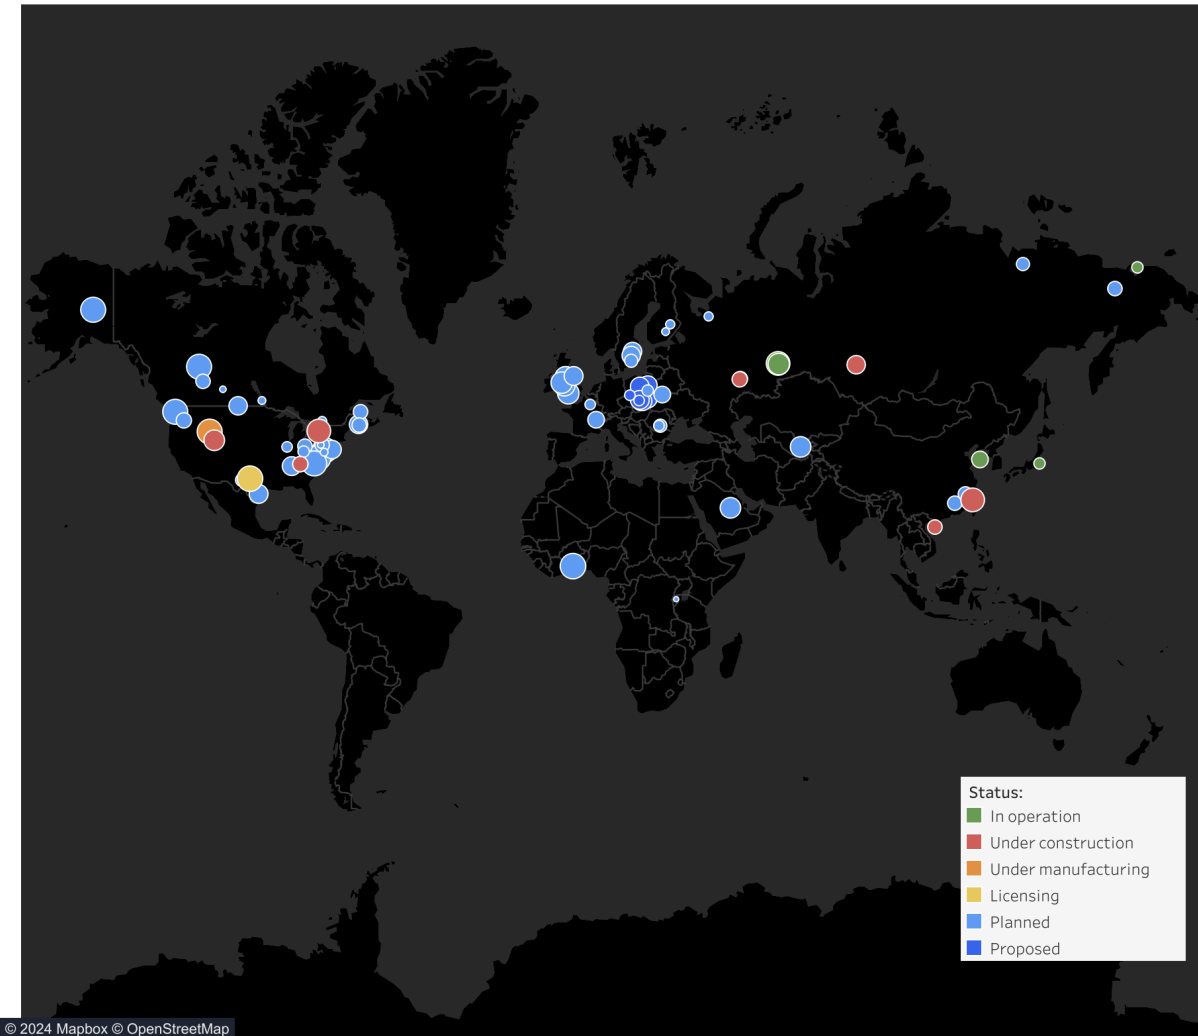 Status:
In operation
Under construction
Under manufacturing
Licensing
Planned
Proposed
© 2024 Mapbox © OpenStreetMap